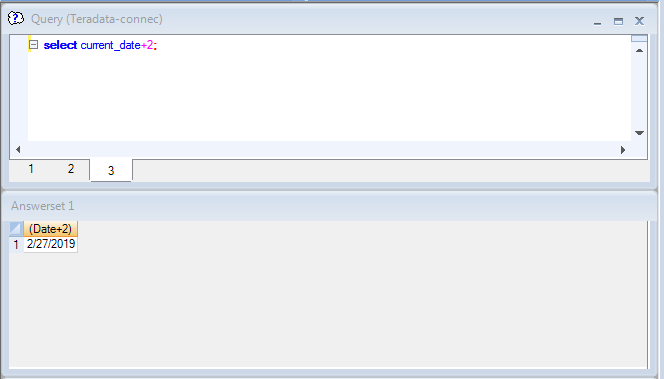 Query (Teradata-connec)
select current_date+2;
1 2 3
Answerset 1
(Date+2)
1 2/27/2019